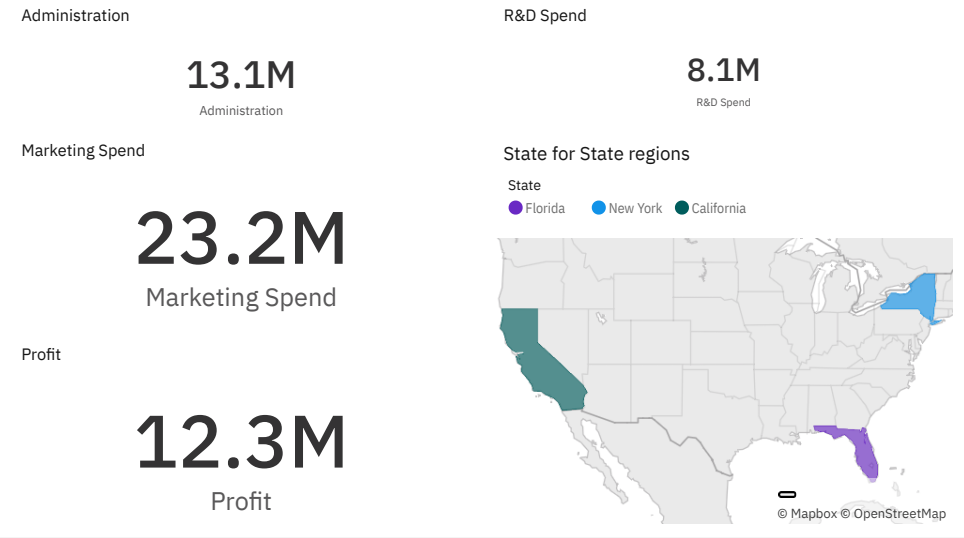 Administration
13.1M
Administration
R&D Spend
8.1M
R&D Spend
Marketing Spend
23.2M
Marketing Spend
State for State regions
State
Florida New York California
Profit
12.3M
Profit
© Mapbox © OpenStreetMap